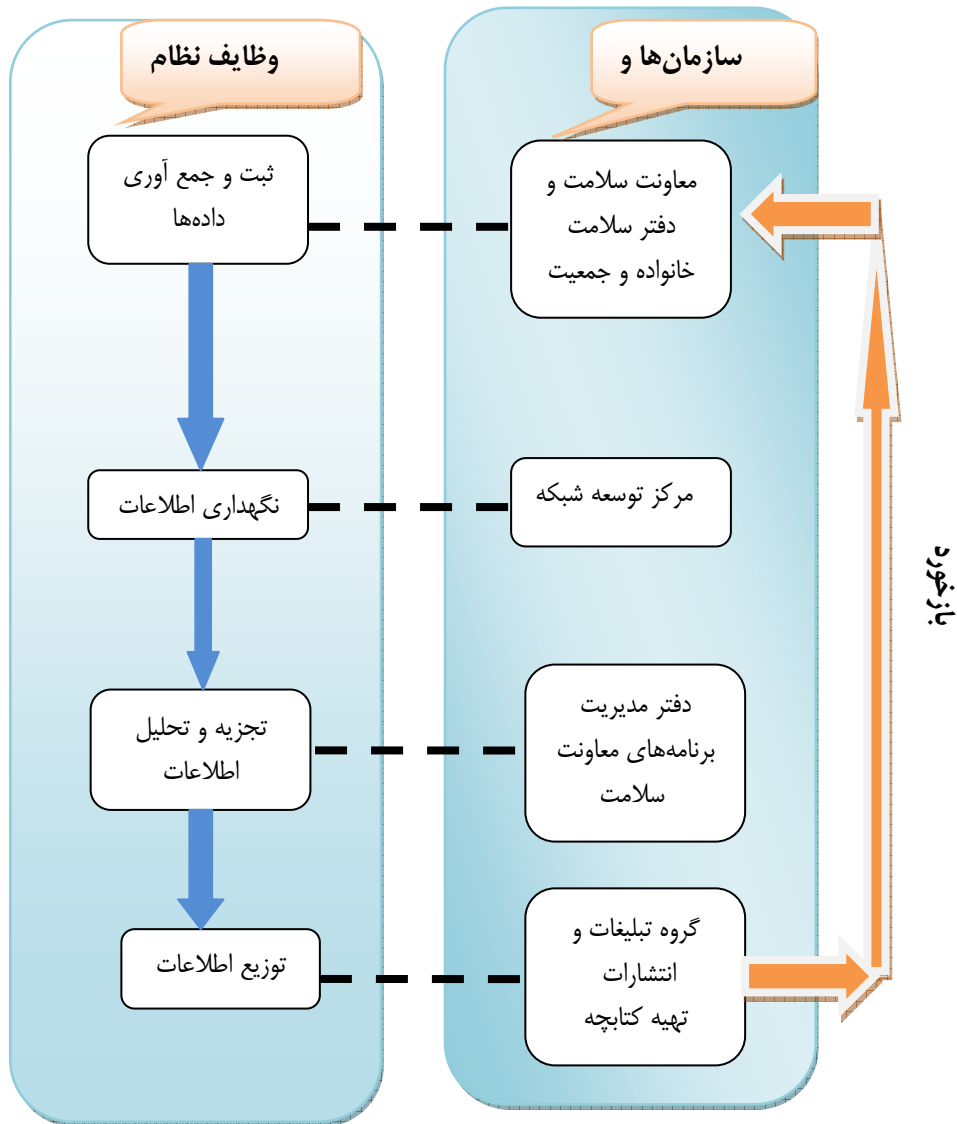 سازمان‌ها و
وظایف نظام
معاونت سلامت و
دفتر سلامت
خانواده و جمعیت
ثبت و جمع آوری
داده‌ها
مرکز توسعه شبکه
نگهداری اطلاعات
دفتر مدیریت
برنامه‌های معاونت
سلامت
تجزیه و تحلیل
اطلاعات
گروه تبلیغات و
انتشارات
تهیه کتابچه
توزیع اطلاعات
بازخورد